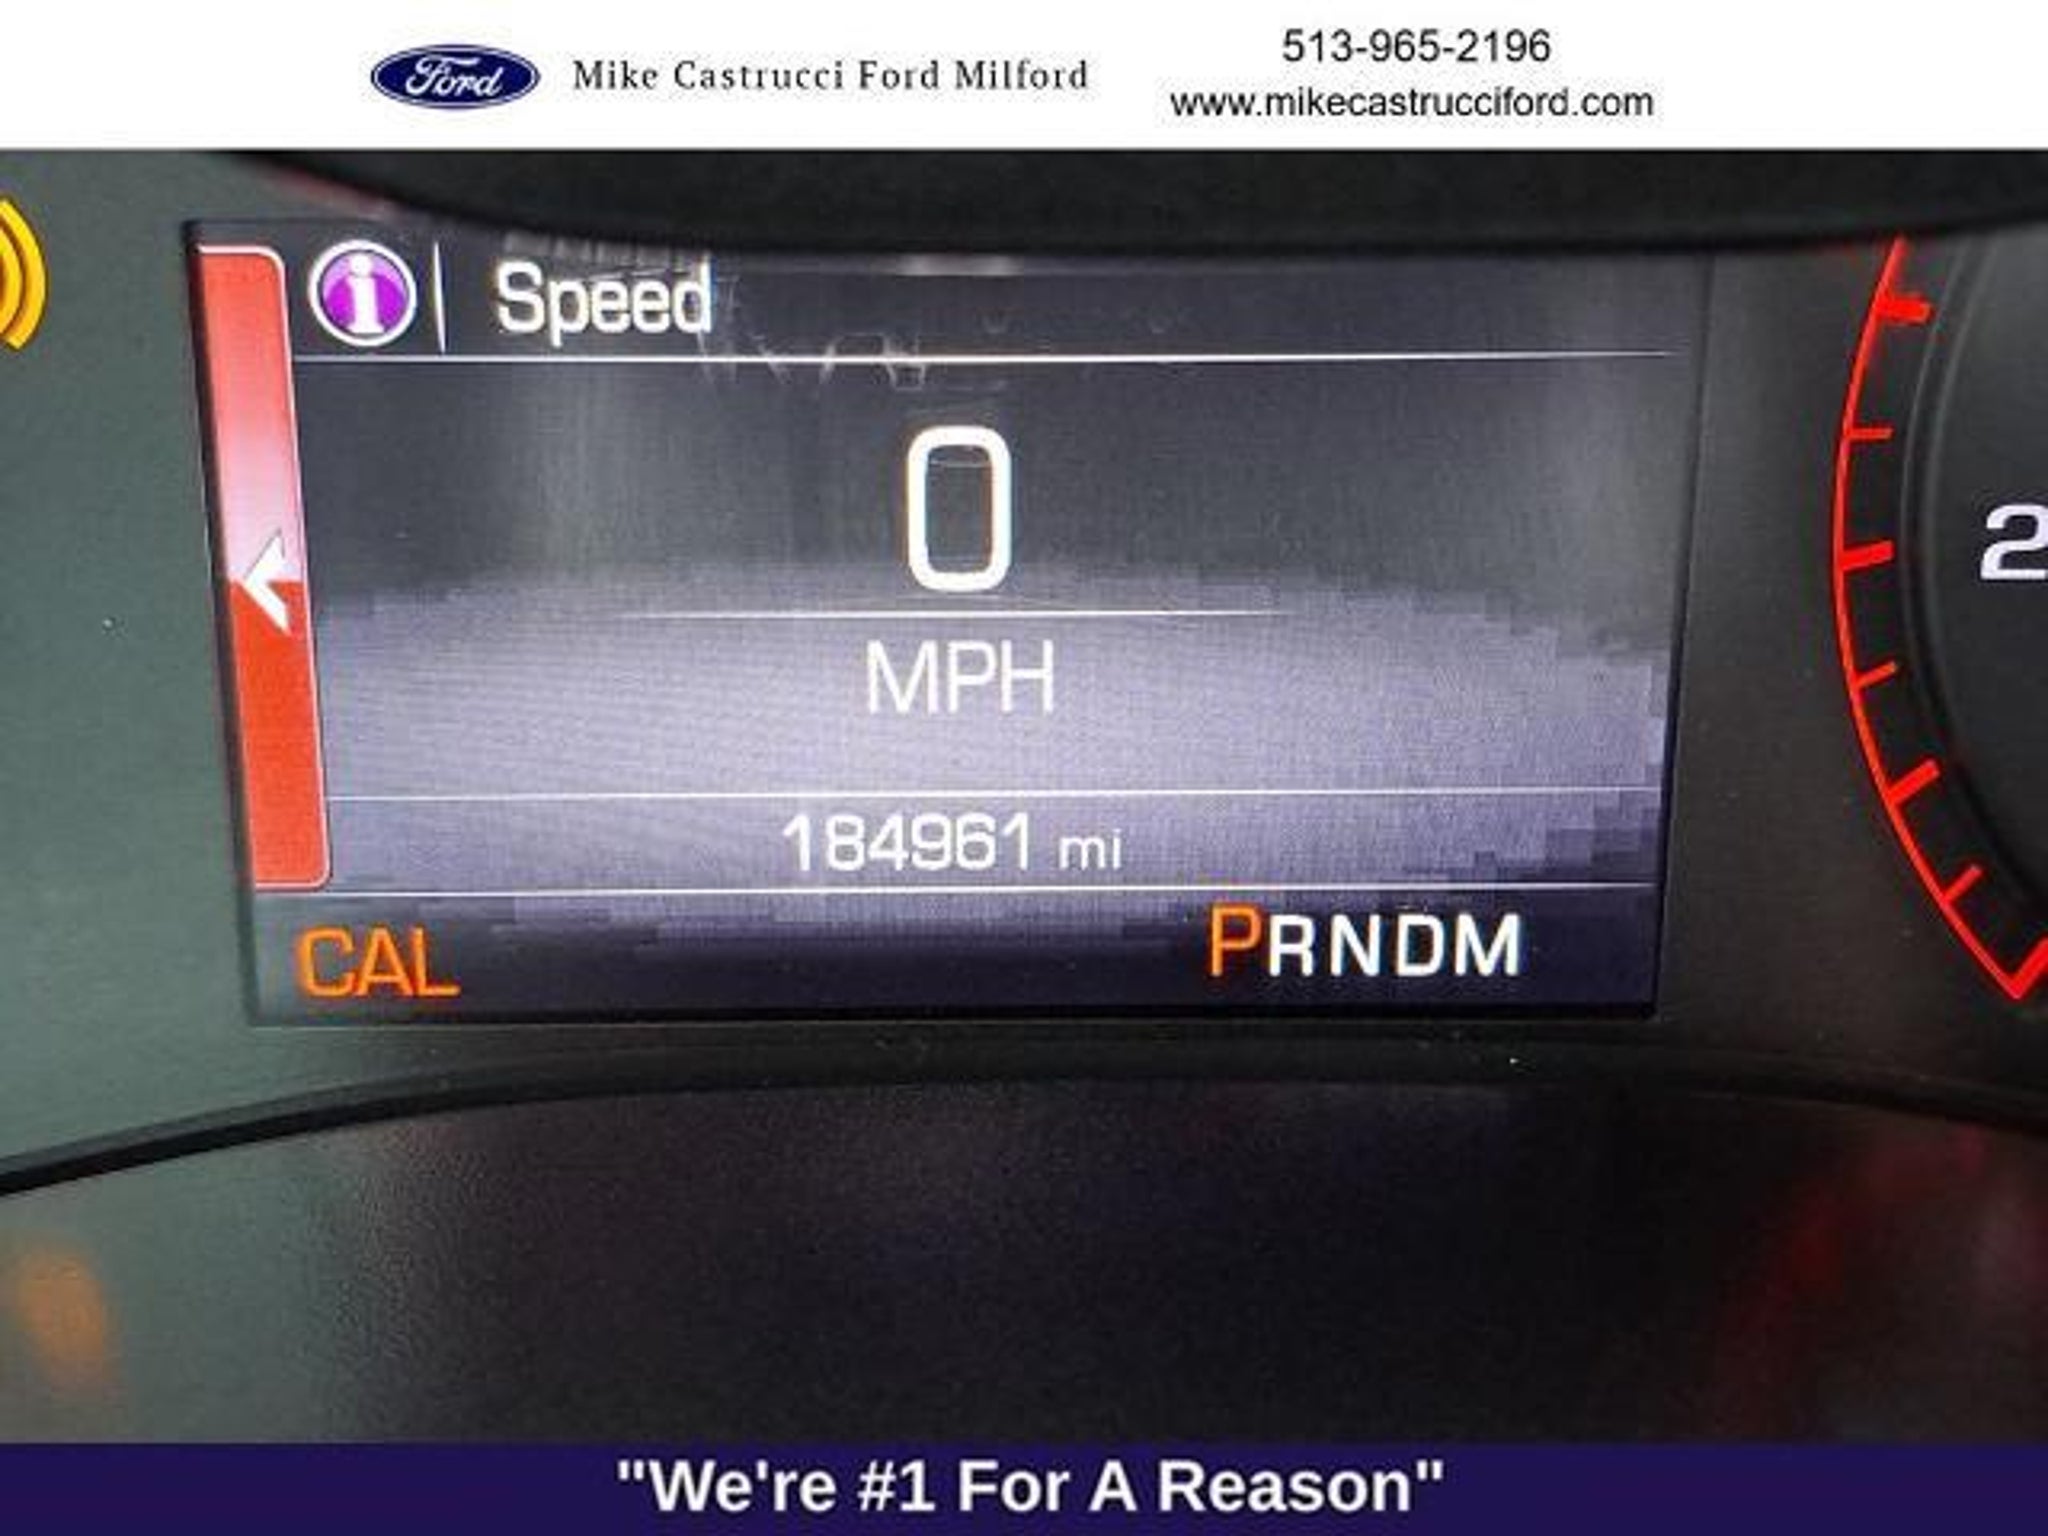 Ford
Mike Castrucci Ford Milford
513-965-2196
www.mikecastrucciford.com
i
Speed
0
MPH
2
184961 mi
CAL
PRNDM
"We're #1 For A Reason"